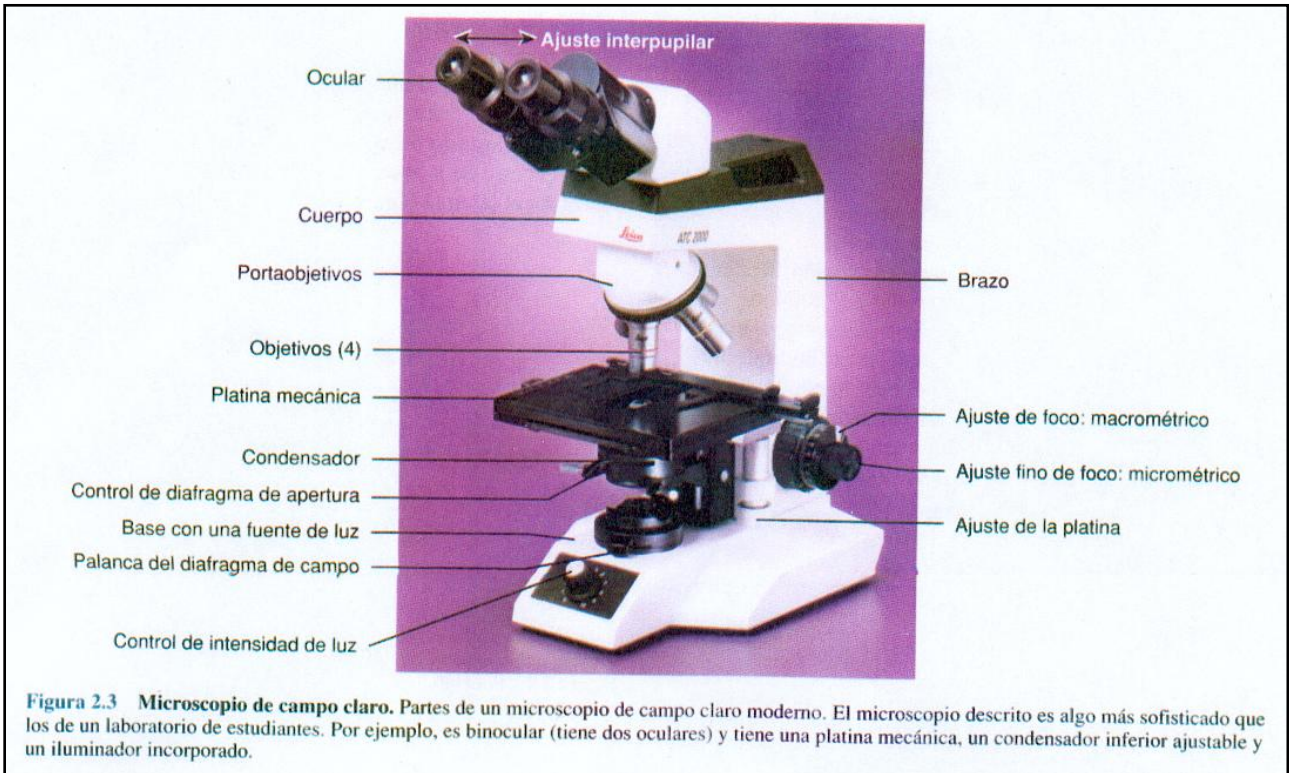 Ajuste interpupilar
Ocular
Cuerpo
Leica
ATC 2000
Portaobjetivos
Brazo
Objetivos (4)
Platina mecánica
Ajuste de foco: macrométrico
Condensador
Ajuste fino de foco: micrométrico
Control de diafragma de apertura
Ajuste de la platina
Base con una fuente de luz
Palanca del diafragma de campo
Control de intensidad de luz
Figura 2.3 Microscopio de campo claro. Partes de un microscopio de campo claro moderno. El microscopio descrito es algo más sofisticado que
los de un laboratorio de estudiantes. Por ejemplo, es binocular (tiene dos oculares) y tiene una platina mecánica, un condensador inferior ajustable y
un iluminador incorporado.